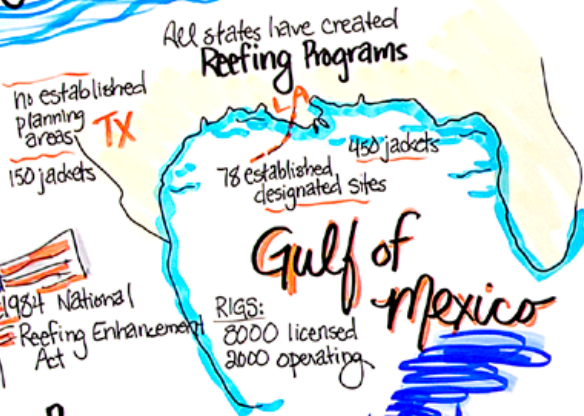 All states have created
Reefing Programs
no established
planning
areas
TX
150 jackets
LA
450 jackets
78 established
designated sites
Gulf of
Mexico
1984 National
Reefing Enhancement
Act
RIGS:
8000 licensed
2000 operating